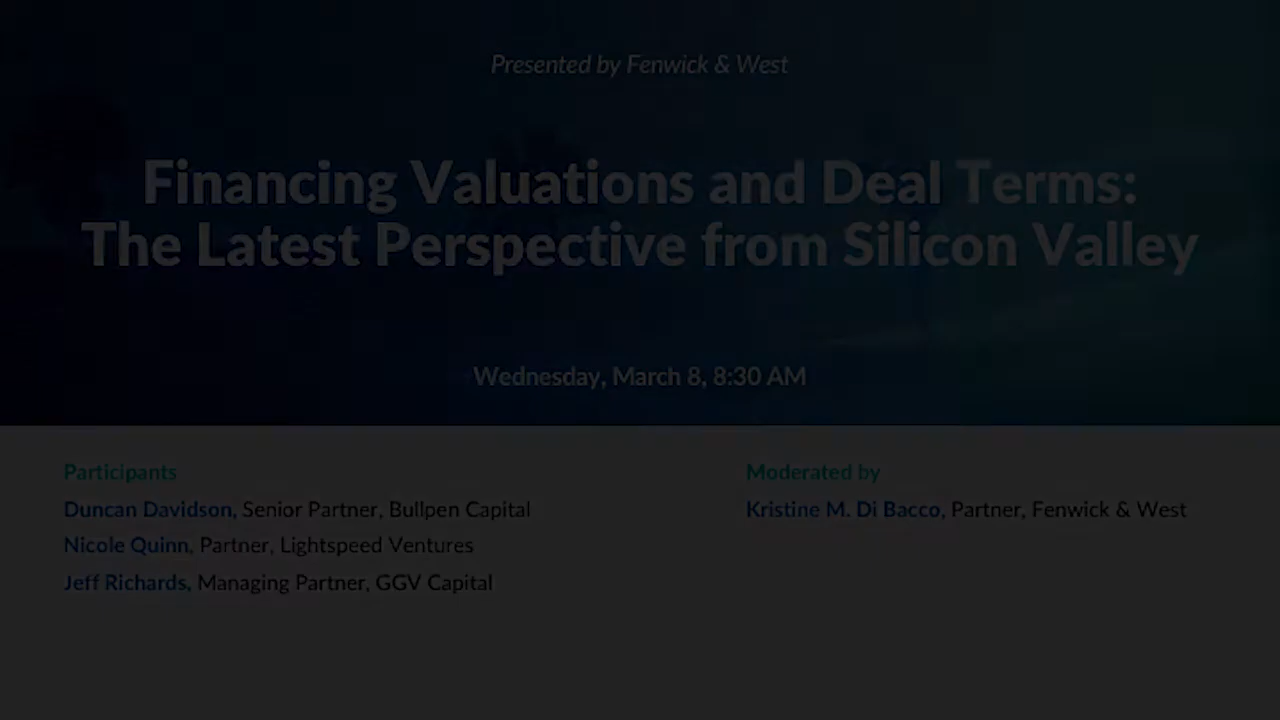 Presented by Fenwick & West
Financing Valuations and Deal Terms:
The Latest Perspective from Silicon Valley
Wednesday, March 8, 8:30 AM
Participants
Duncan Davidson, Senior Partner, Bullpen Capital
Nicole Quinn, Partner, Lightspeed Ventures
Jeff Richards, Managing Partner, GGV Capital
Moderated by
Kristine M. Di Bacco, Partner, Fenwick & West